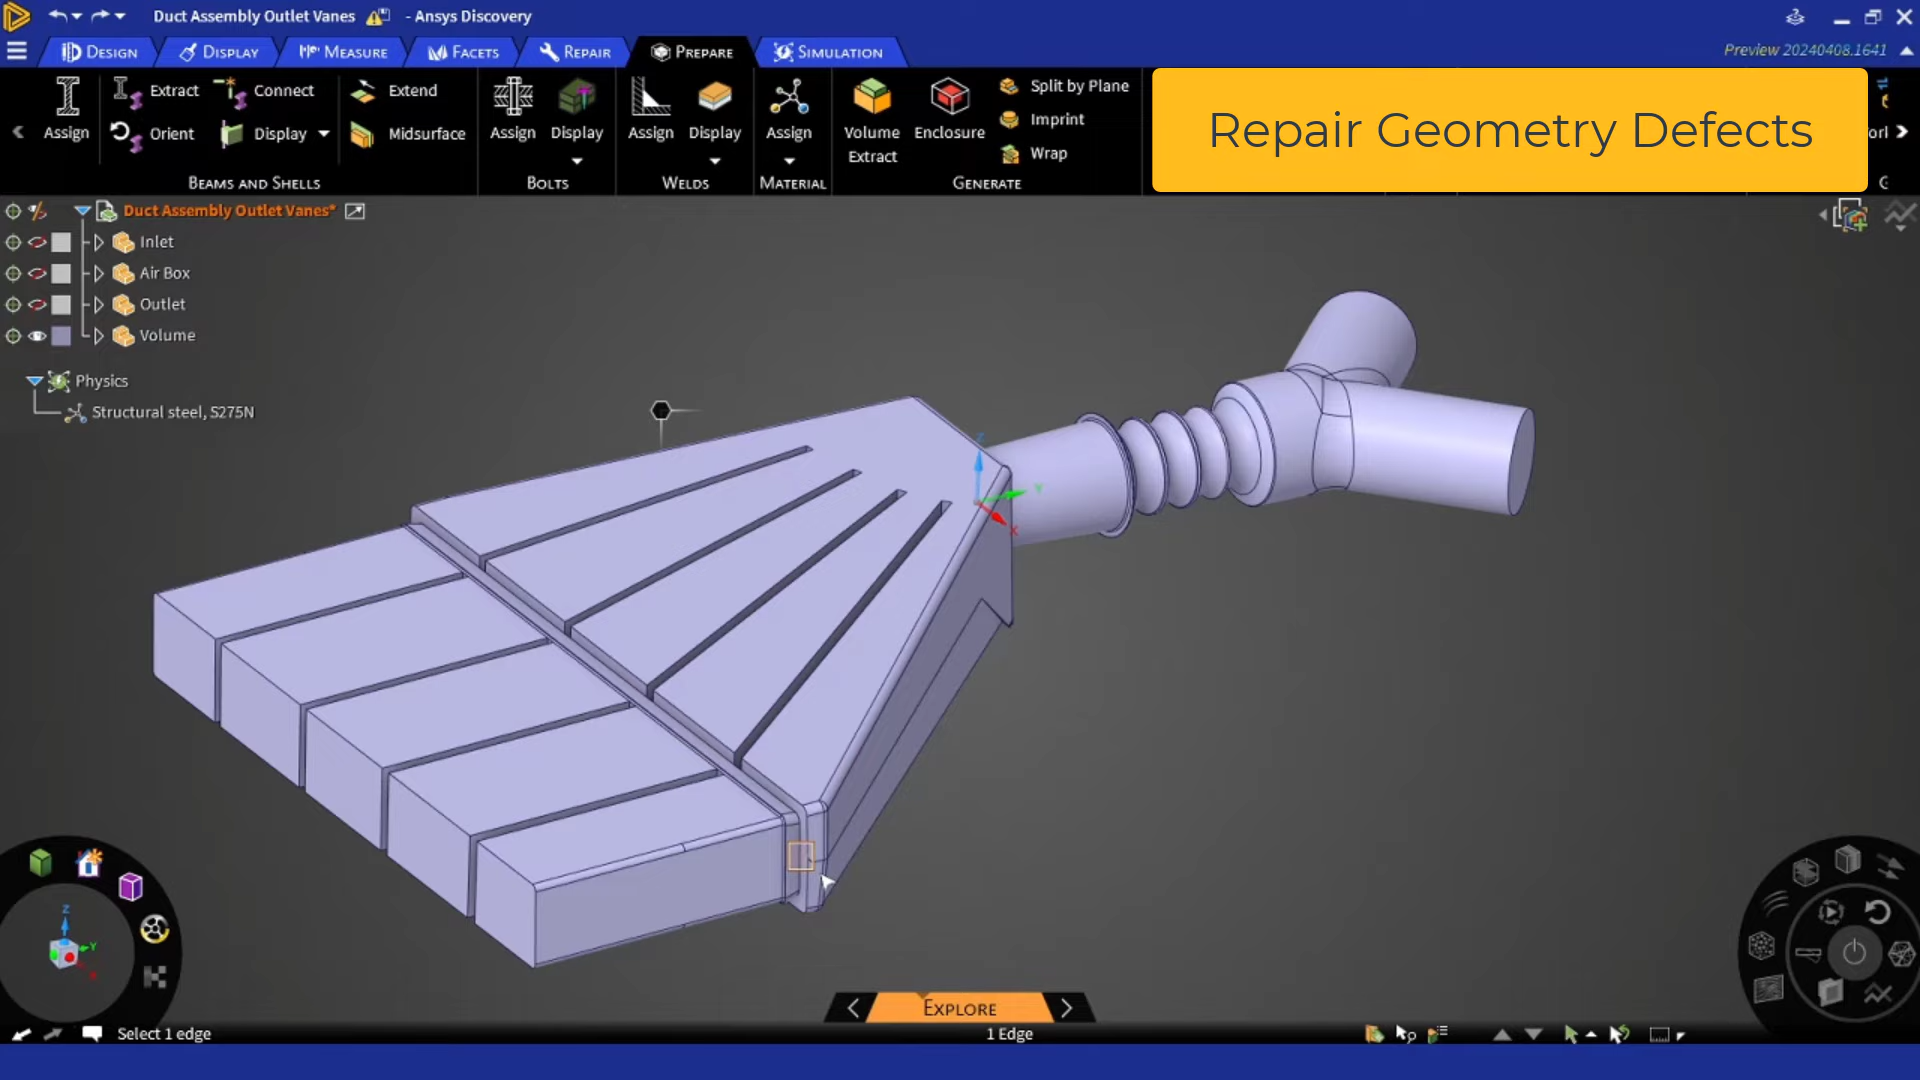 Duct Assembly Outlet Vanes - Ansys Discovery
DESIGN DISPLAY MEASURE FACETS REPAIR PREPARE SIMULATION
Preview 20240408.1641
Assign Extract Connect Extend
Orient Display Midsurface
BEAMS AND SHELLS
Assign Display
BOLTS
Assign Display
WELDS
Assign
MATERIAL
Volume Extract
Enclosure
Split by Plane
Imprint
Wrap
GENERATE
Repair Geometry Defects
Duct Assembly Outlet Vanes*
Inlet
Air Box
Outlet
Volume
Physics
Structural steel, S275N
Z
Y
X
Z
Y
X
EXPLORE
Select 1 edge
1 Edge